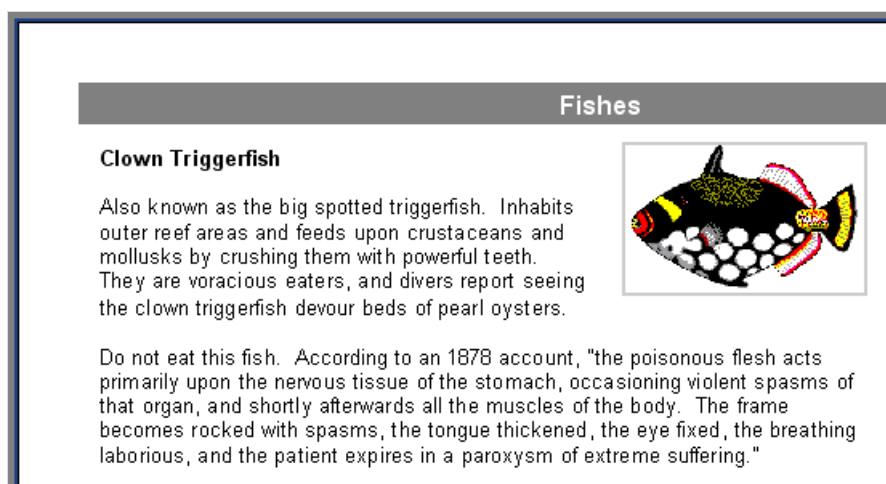 Fishes
Clown Triggerfish
Also known as the big spotted triggerfish.  Inhabits
outer reef areas and feeds upon crustaceans and
mollusks by crushing them with powerful teeth.
They are voracious eaters, and divers report seeing
the clown triggerfish devour beds of pearl oysters.
Do not eat this fish.  According to an 1878 account, "the poisonous flesh acts
primarily upon the nervous tissue of the stomach, occasioning violent spasms of
that organ, and shortly afterwards all the muscles of the body.  The frame
becomes rocked with spasms, the tongue thickened, the eye fixed, the breathing
laborious, and the patient expires in a paroxysm of extreme suffering."